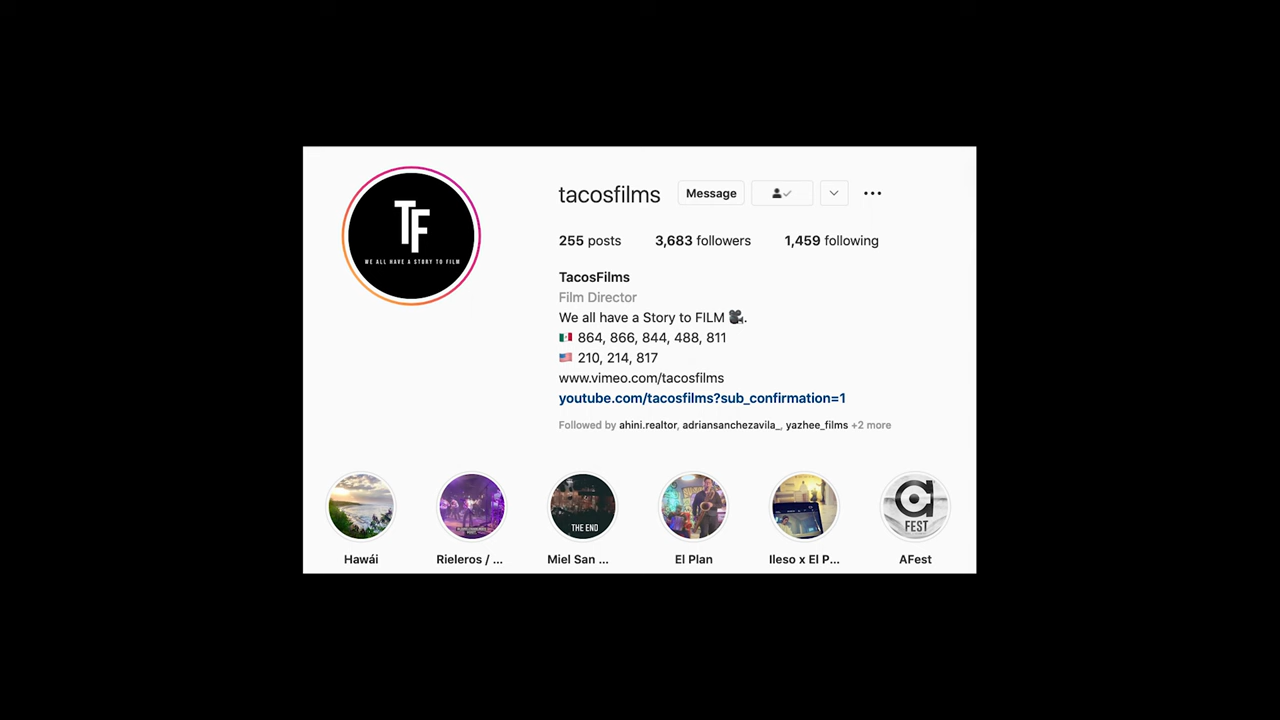 TF
WE ALL HAVE A STORY TO FILM
tacosfilms Message
255 posts 3,683 followers 1,459 following
TacosFilms
Film Director
We all have a Story to FILM 🎥.
🇲🇽 864, 866, 844, 488, 811
🇺🇸 210, 214, 817
www.vimeo.com/tacosfilms
youtube.com/tacosfilms?sub_confirmation=1
Followed by ahini.realtor, adriansanchezavila_, yazhee_films +2 more
THE END
FEST
Hawái Rieleros / ... Miel San ... El Plan Ileso x El P... AFest